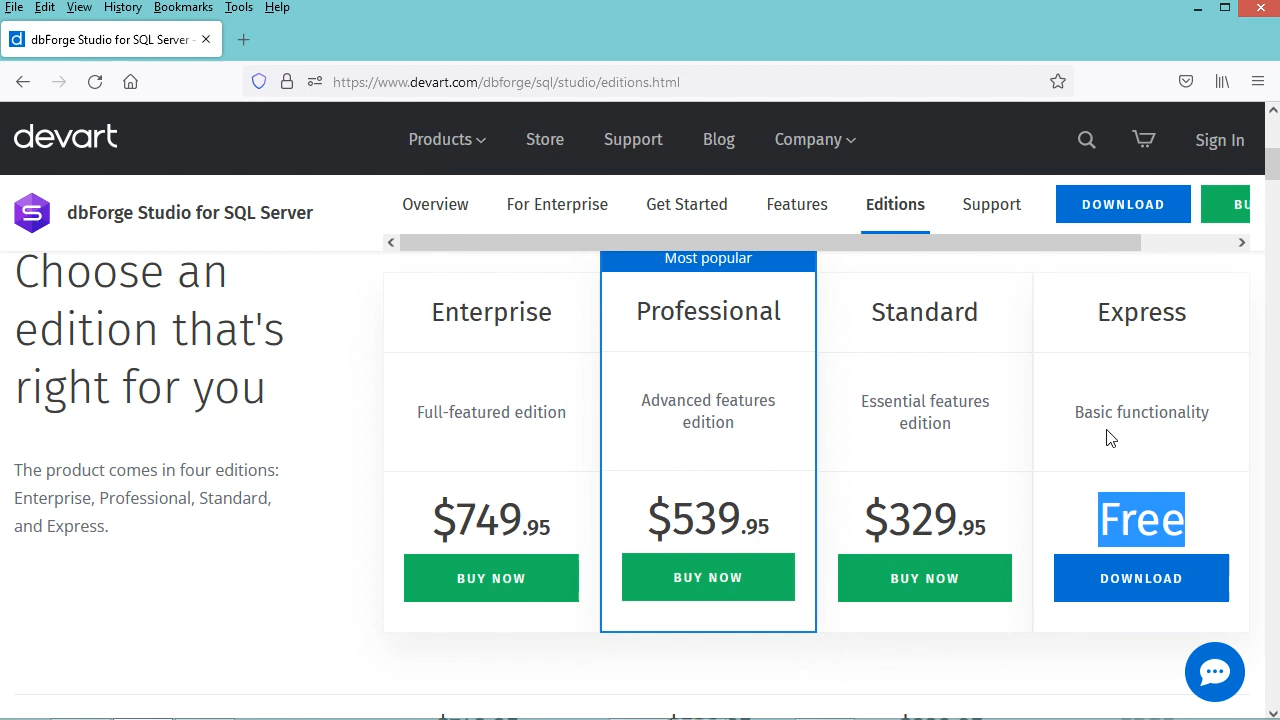 File Edit View History Bookmarks Tools Help
dbForge Studio for SQL Server -
https://www.devart.com/dbforge/sql/studio/editions.html
devart
Products
Store
Support
Blog
Company
Sign In
dbForge Studio for SQL Server
Overview
For Enterprise
Get Started
Features
Editions
Support
DOWNLOAD
Choose an
edition that's
right for you
The product comes in four editions:
Enterprise, Professional, Standard,
and Express.
Most popular
Enterprise
Professional
Standard
Express
Full-featured edition
Advanced features
edition
Essential features
edition
Basic functionality
$749.95
$539.95
$329.95
Free
BUY NOW
BUY NOW
BUY NOW
DOWNLOAD